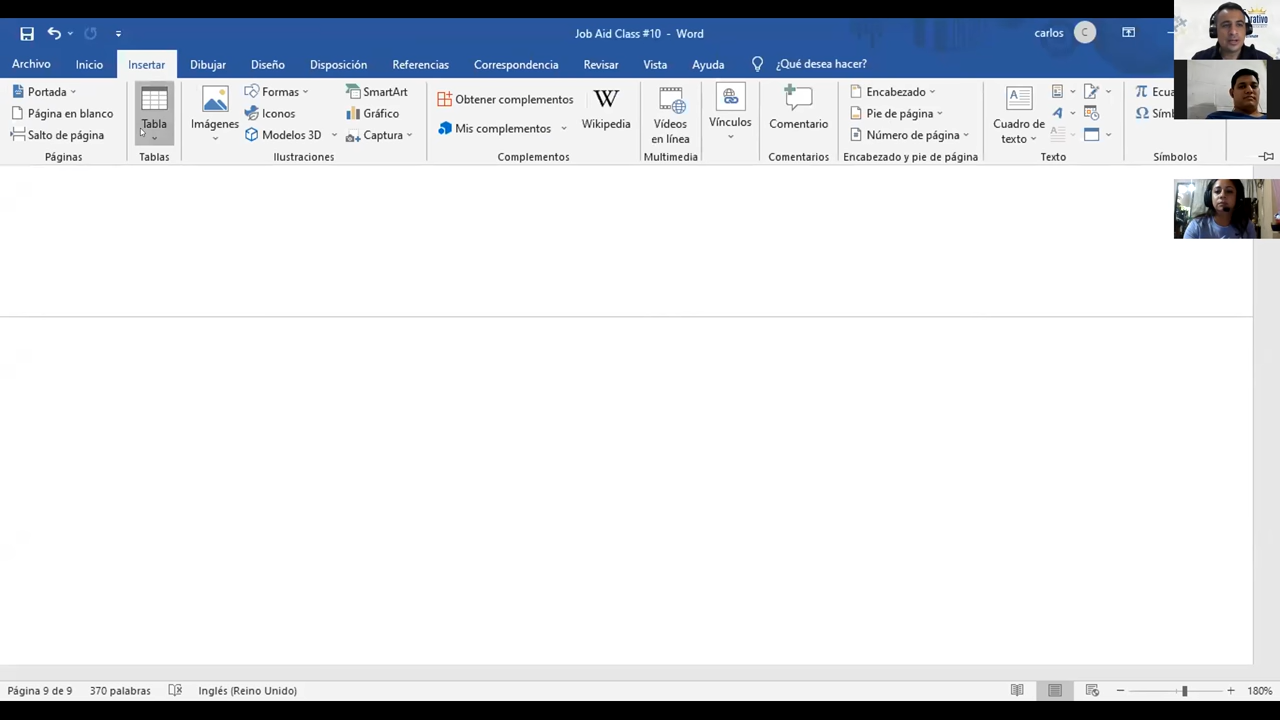 Job Aid Class #10 - Word
carlos
C
rativo
Archivo Inicio Insertar Dibujar Diseño Disposición Referencias Correspondencia Revisar Vista Ayuda ¿Qué desea hacer?
Portada
Página en blanco
Salto de página
Páginas
Tabla
Tablas
Imágenes
Formas
Iconos
Modelos 3D
SmartArt
Gráfico
Captura
Ilustraciones
Obtener complementos
Mis complementos
W
Wikipedia
Complementos
Vídeos
en línea
Multimedia
Vínculos
Comentario
Comentarios
Encabezado
Pie de página
Número de página
Encabezado y pie de página
A
Cuadro de
texto
A
A
Texto
π Ecua
Ω Símb
Símbolos
Página 9 de 9 370 palabras Inglés (Reino Unido)
180%